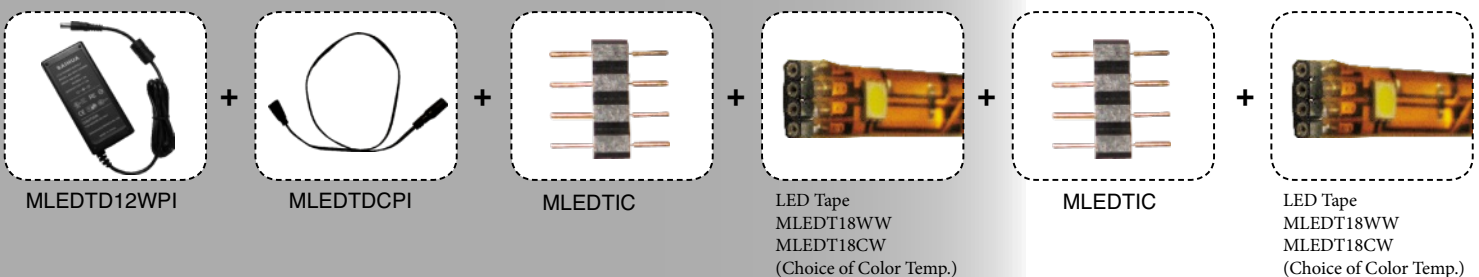 + + + + +
MLEDTD12WPI
MLEDTDCPI
MLEDTIC
LED Tape
MLEDT18WW
MLEDT18CW
(Choice of Color Temp.)
MLEDTIC
LED Tape
MLEDT18WW
MLEDT18CW
(Choice of Color Temp.)